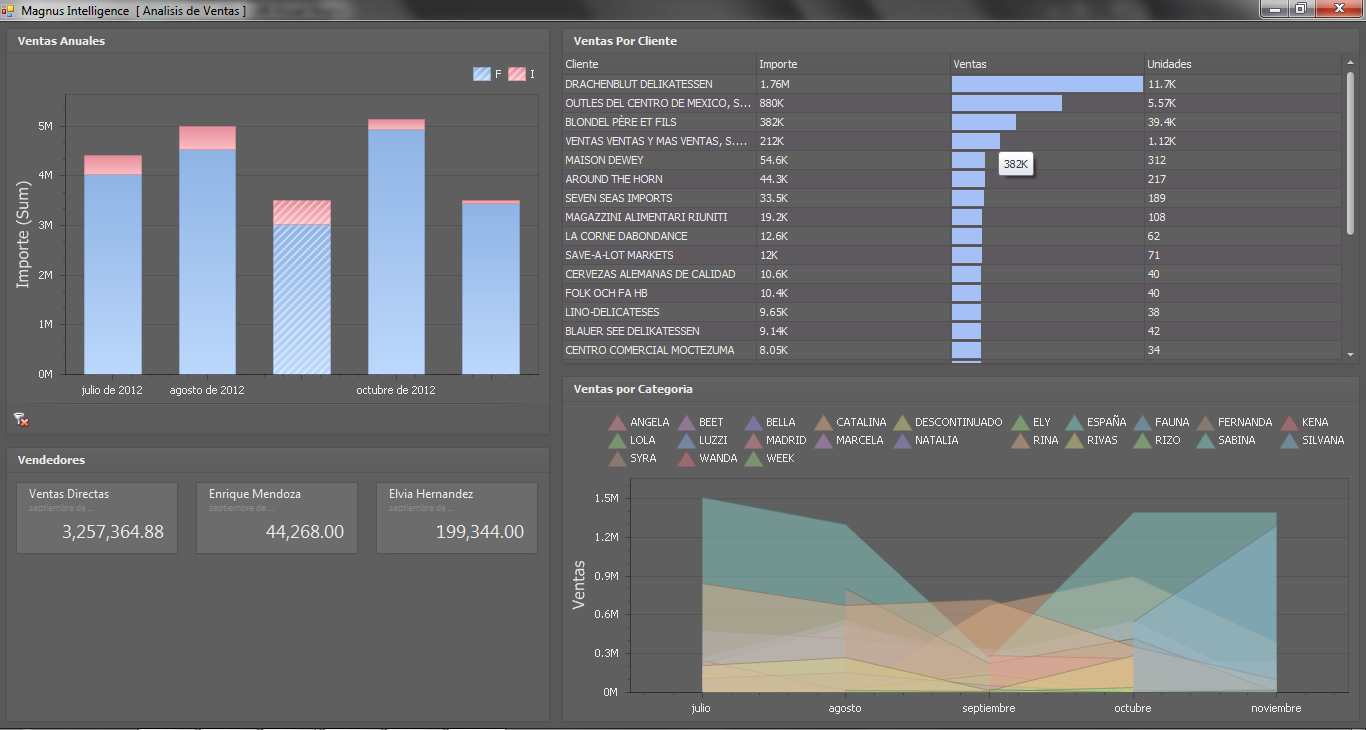 Magnus Intelligence [ Analisis de Ventas ]
Ventas Anuales
F I
5M
4M
3M
2M
1M
0M
Importe (Sum)
julio de 2012 agosto de 2012 octubre de 2012
Vendedores
Ventas Directas
septiembre de ...
3,257,364.88
Enrique Mendoza
septiembre de ...
44,268.00
Elvia Hernandez
septiembre de ...
199,344.00
Ventas Por Cliente
Cliente Importe Ventas Unidades
DRACHENBLUT DELIKATESSEN 1.76M 11.7K
OUTLES DEL CENTRO DE MEXICO, S... 880K 5.57K
BLONDEL PÈRE ET FILS 382K 39.4K
VENTAS VENTAS Y MAS VENTAS, S.... 212K 1.12K
MAISON DEWEY 54.6K 312
382K
AROUND THE HORN 44.3K 217
SEVEN SEAS IMPORTS 33.5K 189
MAGAZZINI ALIMENTARI RIUNITI 19.2K 108
LA CORNE DABONDANCE 12.6K 62
SAVE-A-LOT MARKETS 12K 71
CERVEZAS ALEMANAS DE CALIDAD 10.6K 40
FOLK OCH FA HB 10.4K 40
LINO-DELICATESES 9.65K 38
BLAUER SEE DELIKATESSEN 9.14K 42
CENTRO COMERCIAL MOCTEZUMA 8.05K 34
Ventas por Categoria
ANGELA BEET BELLA CATALINA DESCONTINUADO ELY ESPAÑA FAUNA FERNANDA KENA
LOLA LUZZI MADRID MARCELA NATALIA RINA RIVAS RIZO SABINA SILVANA
SYRA WANDA WEEK
1.5M
1.2M
0.9M
0.6M
0.3M
0M
Ventas
julio agosto septiembre octubre noviembre